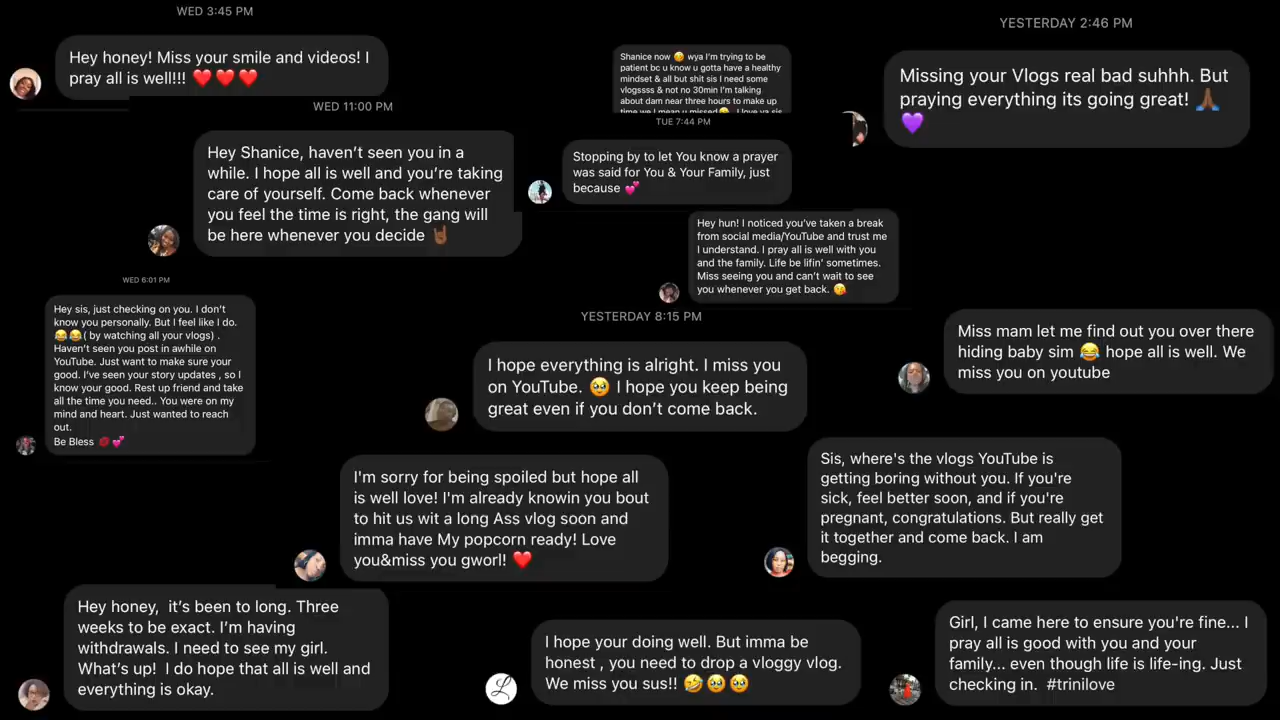 WED 3:45 PM
Hey honey! Miss your smile and videos! I
pray all is well!!! ❤️❤️❤️
WED 11:00 PM
Hey Shanice, haven’t seen you in a
while. I hope all is well and you’re taking
care of yourself. Come back whenever
you feel the time is right, the gang will
be here whenever you decide 🤘🏾
Shanice now 😊 wya I’m trying to be
patient bc u know u gotta have a healthy
mindset & all but shit sis I need some
vlogssss & not no 30min I’m talking
about dam near three hours to make up
time we I mean u missed😂 I love ya sis
TUE 7:44 PM
Stopping by to let You know a prayer
was said for You & Your Family, just
because 💕
YESTERDAY 2:46 PM
Missing your Vlogs real bad suhhh. But
praying everything its going great! 🙏🏾
💜
Hey hun! I noticed you’ve taken a break
from social media/YouTube and trust me
I understand. I pray all is well with you
and the family. Life be lifin’ sometimes.
Miss seeing you and can’t wait to see
you whenever you get back. 😘
WED 6:01 PM
Hey sis, just checking on you. I don’t
know you personally. But I feel like I do.
😂😂( by watching all your vlogs) .
Haven’t seen you post in awhile on
YouTube. Just want to make sure your
good. I’ve seen your story updates , so I
know your good. Rest up friend and take
all the time you need.. You were on my
mind and heart. Just wanted to reach
out.
Be Bless 💋💕
YESTERDAY 8:15 PM
I hope everything is alright. I miss you
on YouTube. 🥹 I hope you keep being
great even if you don’t come back.
Miss mam let me find out you over there
hiding baby sim 😂 hope all is well. We
miss you on youtube
I'm sorry for being spoiled but hope all
is well love! I'm already knowin you bout
to hit us wit a long Ass vlog soon and
imma have My popcorn ready! Love
you&miss you gworl! ❤️
Sis, where's the vlogs YouTube is
getting boring without you. If you're
sick, feel better soon, and if you're
pregnant, congratulations. But really get
it together and come back. I am
begging.
Hey honey,  it’s been to long. Three
weeks to be exact. I’m having
withdrawals. I need to see my girl.
What’s up!  I do hope that all is well and
everything is okay.
L
I hope your doing well. But imma be
honest , you need to drop a vloggy vlog.
We miss you sus!! 🤣🥹🥹
Girl, I came here to ensure you're fine... I
pray all is good with you and your
family... even though life is life-ing. Just
checking in.  #trinilove